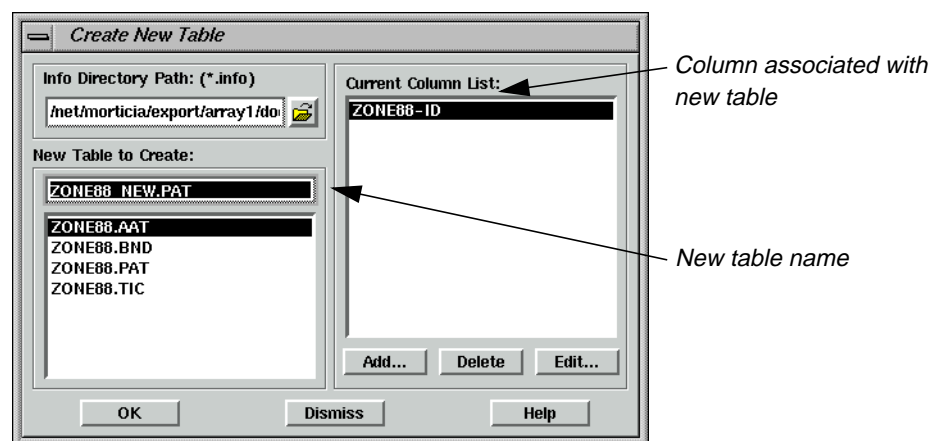 Create New Table
Info Directory Path: (*.info)
/net/morticia/export/array1/do
New Table to Create:
ZONE88_NEW.PAT
ZONE88.AAT
ZONE88.BND
ZONE88.PAT
ZONE88.TIC
Current Column List:
ZONE88-ID
Add...
Delete
Edit...
OK
Dismiss
Help
Column associated with
new table
New table name